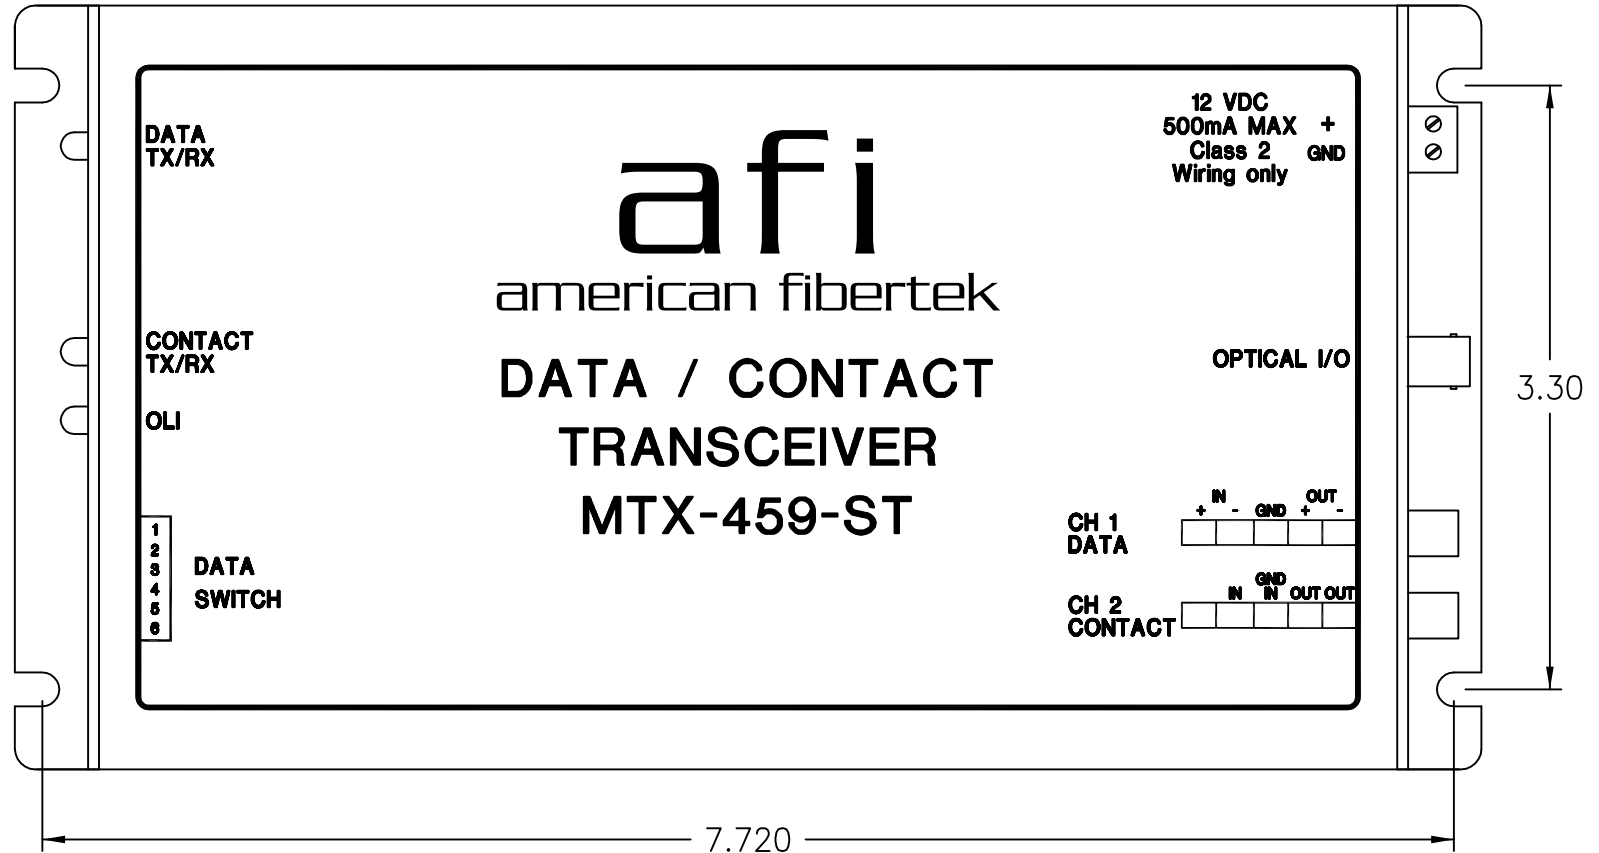 DATA
TX/RX
12 VDC
500mA MAX +
Class 2 GND
Wiring only
afi
american fibertek
CONTACT
TX/RX
OLI
DATA / CONTACT
TRANSCEIVER
MTX-459-ST
OPTICAL I/O
3.30
1
2
3
4
5
6
DATA
SWITCH
CH 1
DATA
IN OUT
+ - GND + -
CH 2
CONTACT
GND
IN IN OUT OUT
7.720